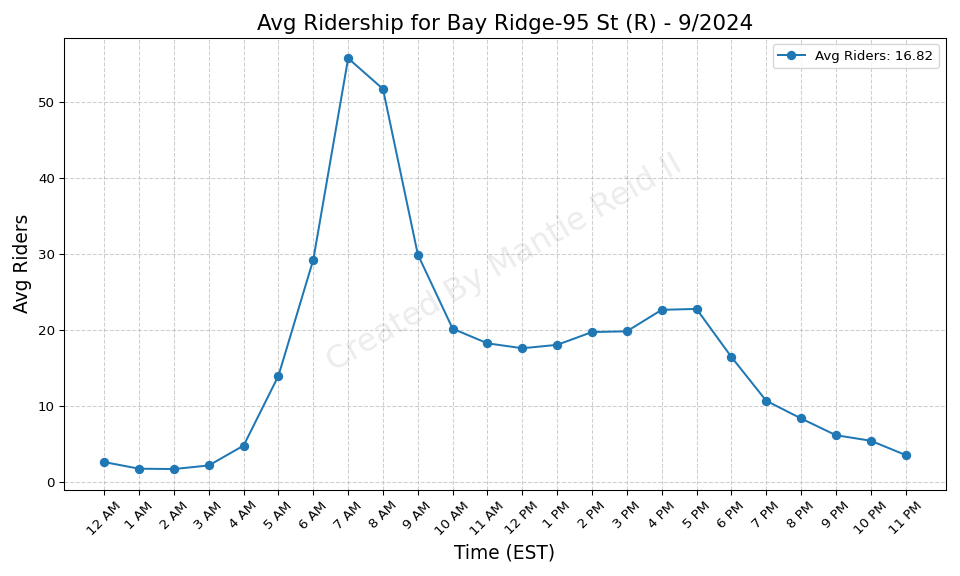 Avg Ridership for Bay Ridge-95 St (R) - 9/2024
Avg Riders: 16.82
Avg Riders
50
40
30
20
10
0
Created By Mantie Reid II
12 AM
1 AM
2 AM
3 AM
4 AM
5 AM
6 AM
7 AM
8 AM
9 AM
10 AM
11 AM
12 PM
1 PM
2 PM
3 PM
4 PM
5 PM
6 PM
7 PM
8 PM
9 PM
10 PM
11 PM
Time (EST)